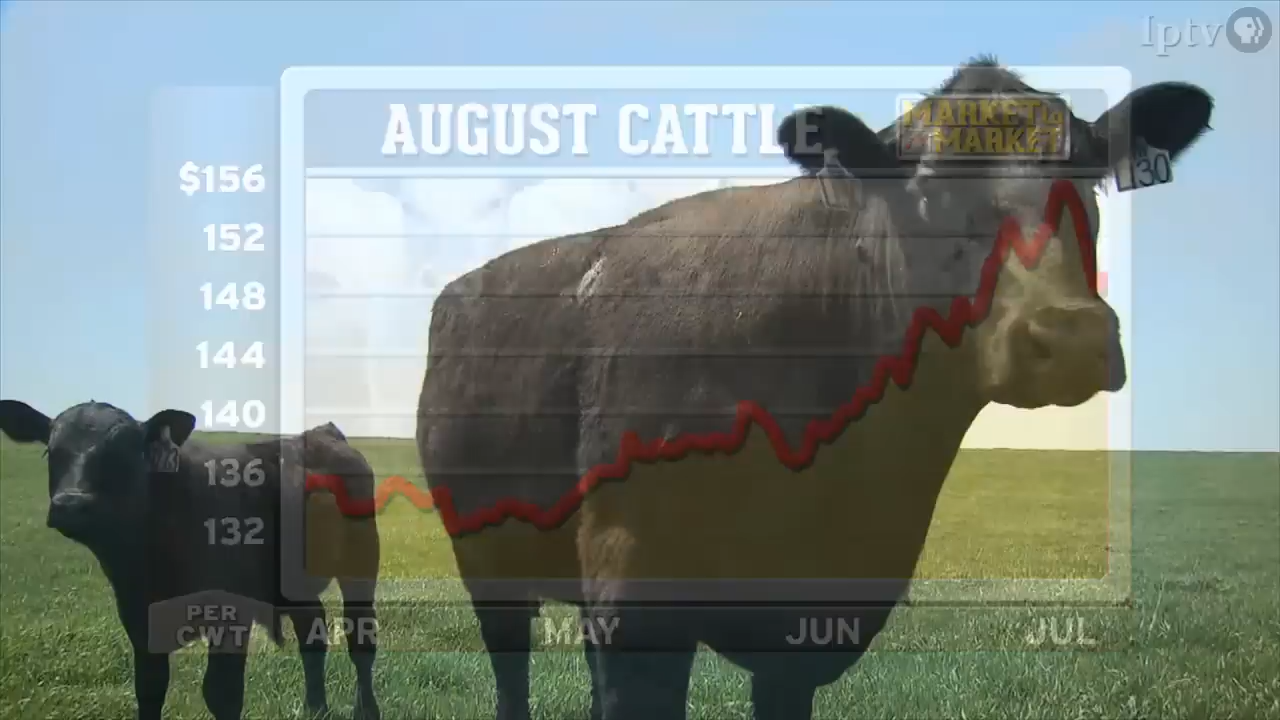 Iptv
AUGUST CATTLE
MARKET to
MARKET
$156
152
148
144
140
136
132
PER
CWT
APR
MAY
JUN
JUL
30